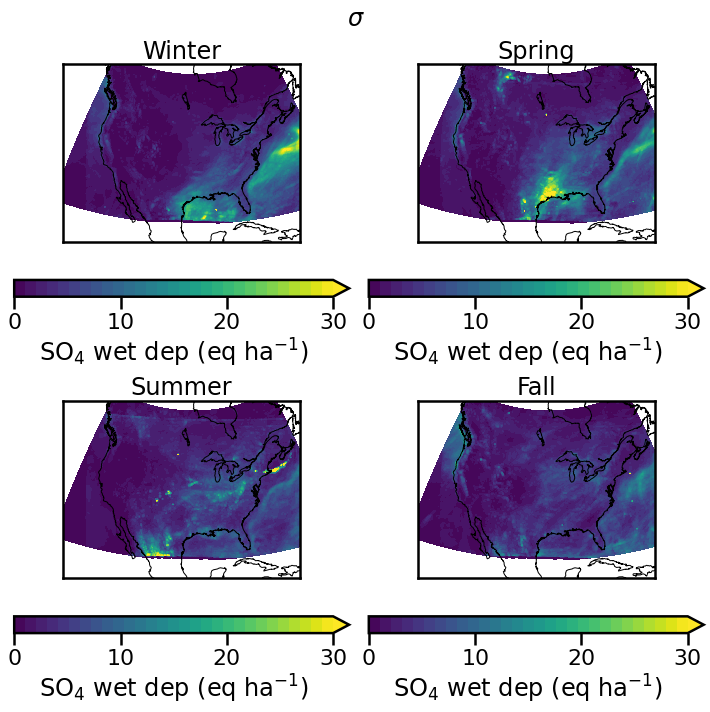 σ
Winter Spring
0 10 20 30 0 10 20 30
SO₄ wet dep (eq ha⁻¹) SO₄ wet dep (eq ha⁻¹)
Summer Fall
0 10 20 30 0 10 20 30
SO₄ wet dep (eq ha⁻¹) SO₄ wet dep (eq ha⁻¹)